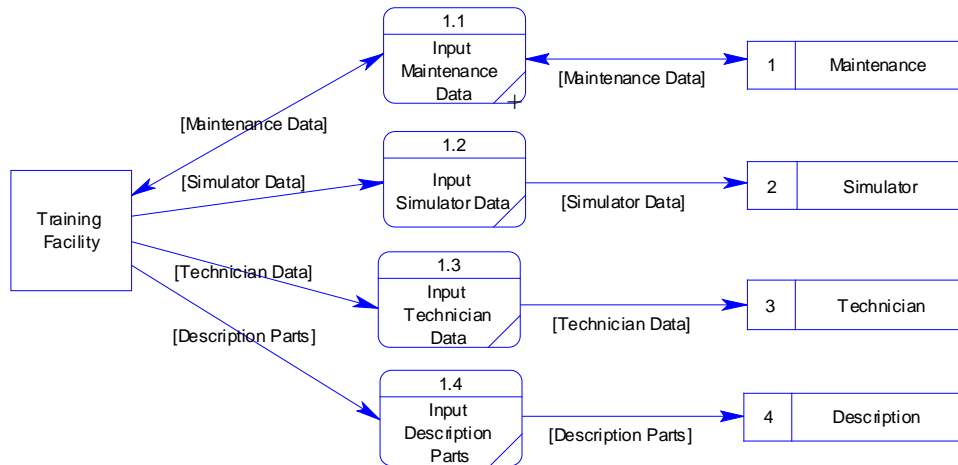 1.1
Input
Maintenance
Data
[Maintenance Data]
1
Maintenance
[Maintenance Data]
1.2
Input
Simulator Data
[Simulator Data]
[Simulator Data]
2
Simulator
Training
Facility
1.3
Input
Technician
Data
[Technician Data]
[Technician Data]
3
Technician
[Description Parts]
1.4
Input
Description
Parts
[Description Parts]
4
Description